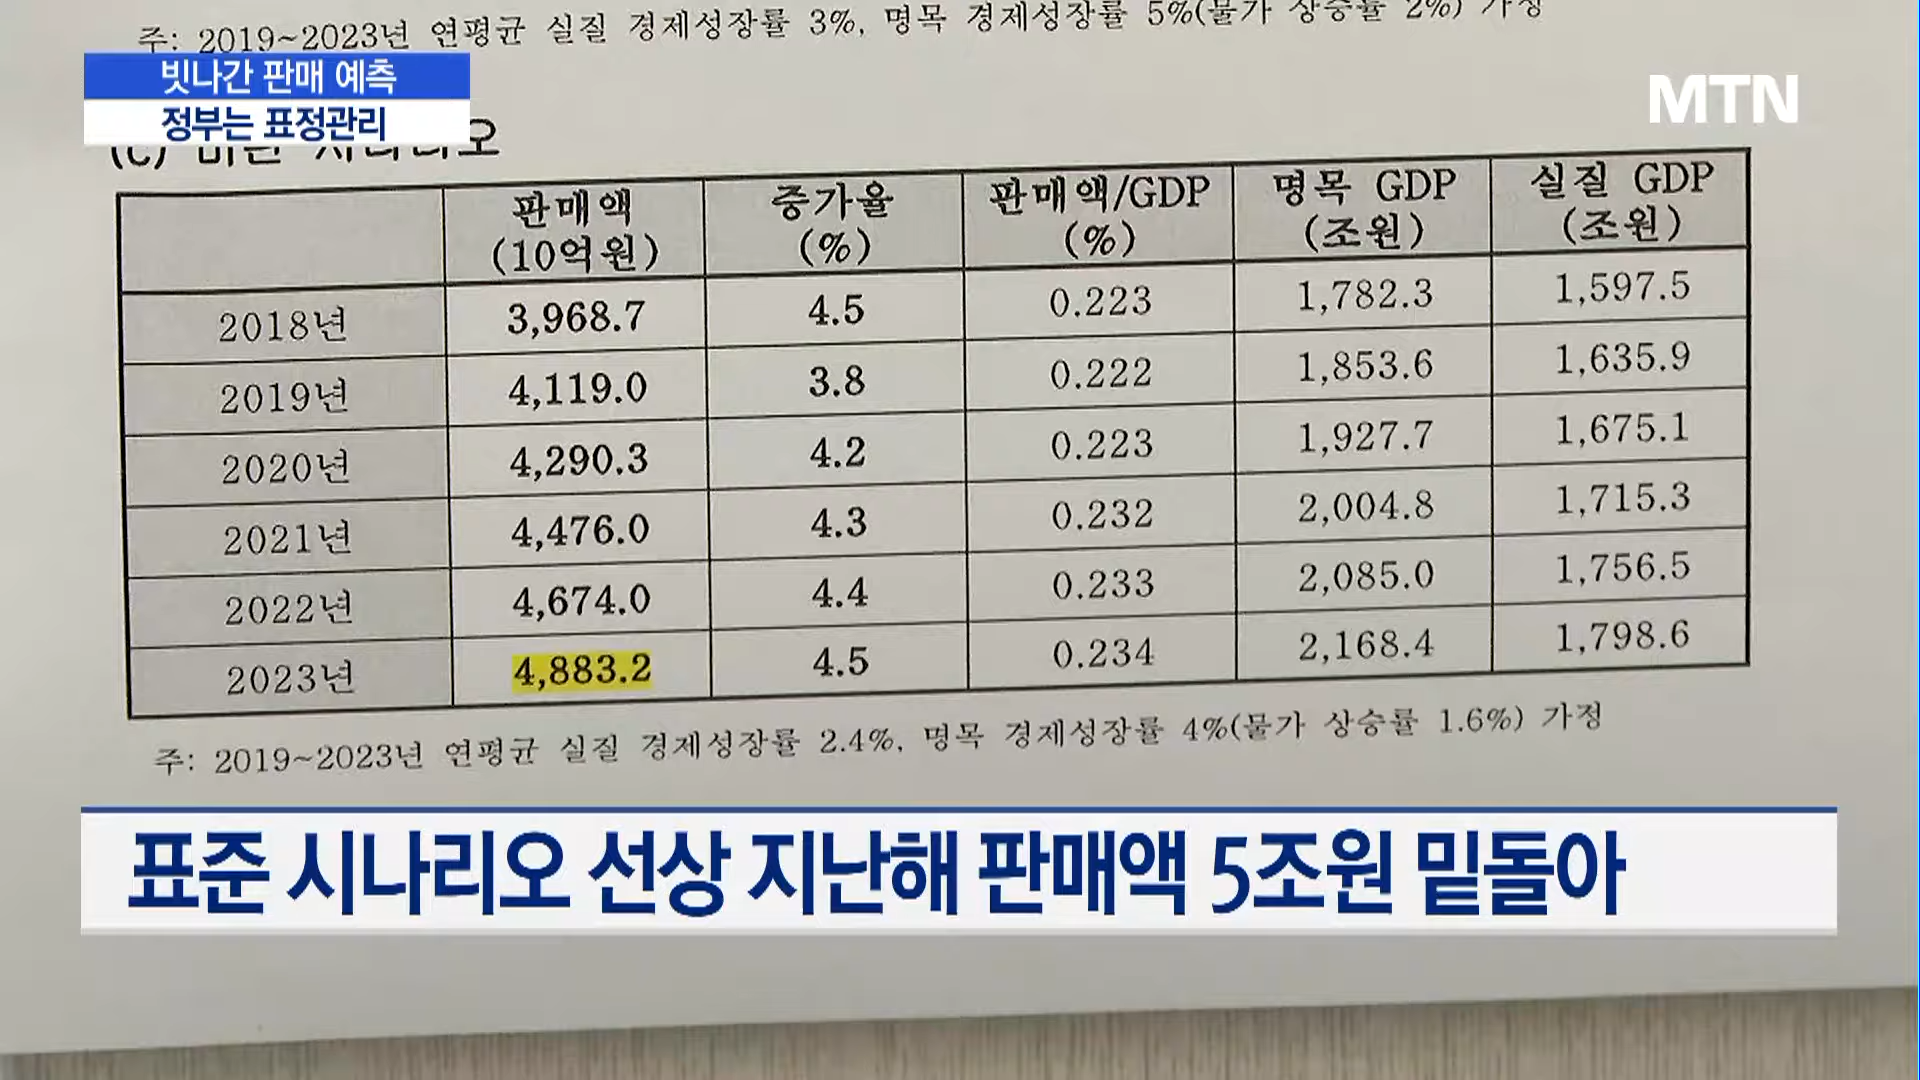 주: 2019~2023년 연평균 실질 경제성장률 3%, 명목 경제성장률 5%(물가 상승률 2%) 가정
빗나간 판매 예측
정부는 표정관리
MTN
판매액 (10억원) 증가율 (%) 판매액/GDP (%) 명목 GDP (조원) 실질 GDP (조원)
2018년 3,968.7 4.5 0.223 1,782.3 1,597.5
2019년 4,119.0 3.8 0.222 1,853.6 1,635.9
2020년 4,290.3 4.2 0.223 1,927.7 1,675.1
2021년 4,476.0 4.3 0.232 2,004.8 1,715.3
2022년 4,674.0 4.4 0.233 2,085.0 1,756.5
2023년 4,883.2 4.5 0.234 2,168.4 1,798.6
주: 2019~2023년 연평균 실질 경제성장률 2.4%, 명목 경제성장률 4%(물가 상승률 1.6%) 가정
표준 시나리오 선상 지난해 판매액 5조원 밑돌아